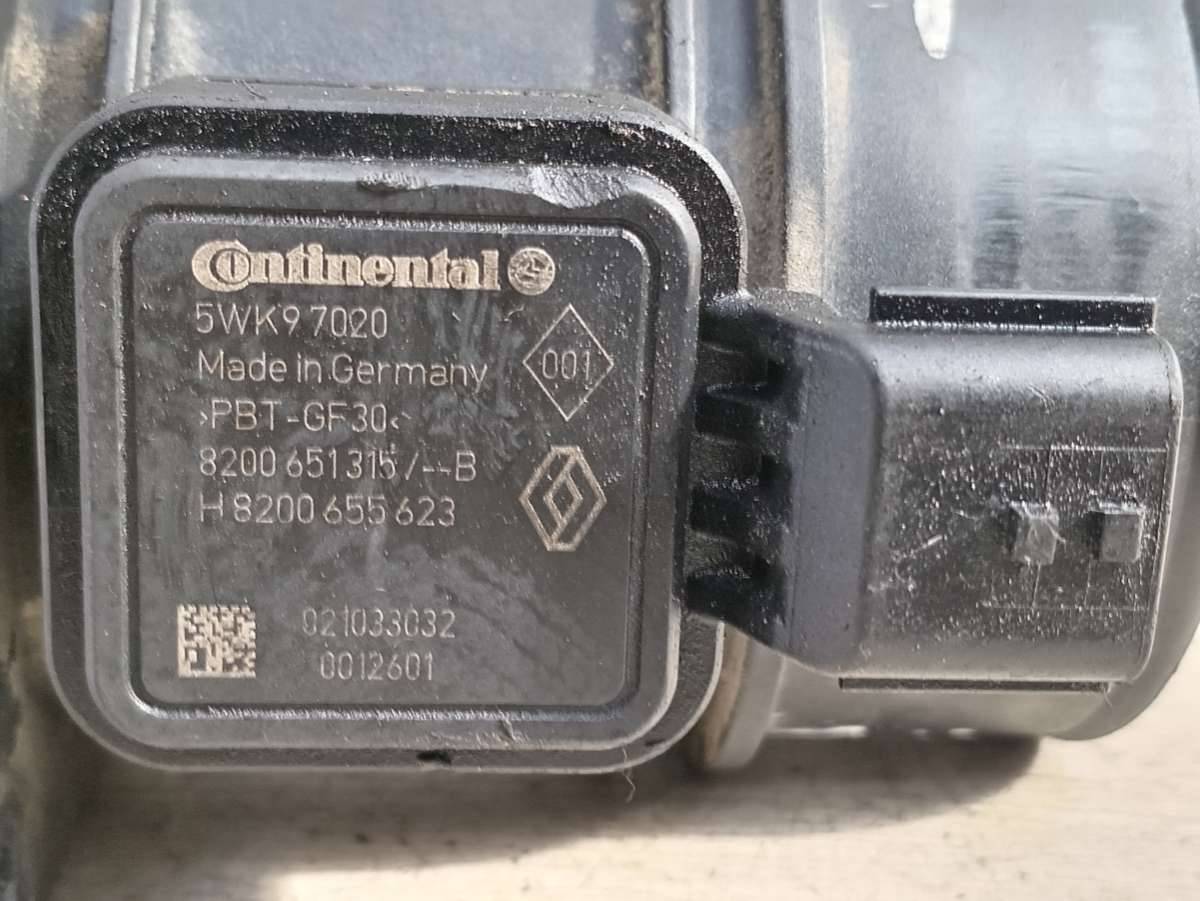 Continental
5WK9 7020
Made in Germany
001
>PBT-GF30<
8200 651 315 /--B
H 8200 655 623
021033032
0012601